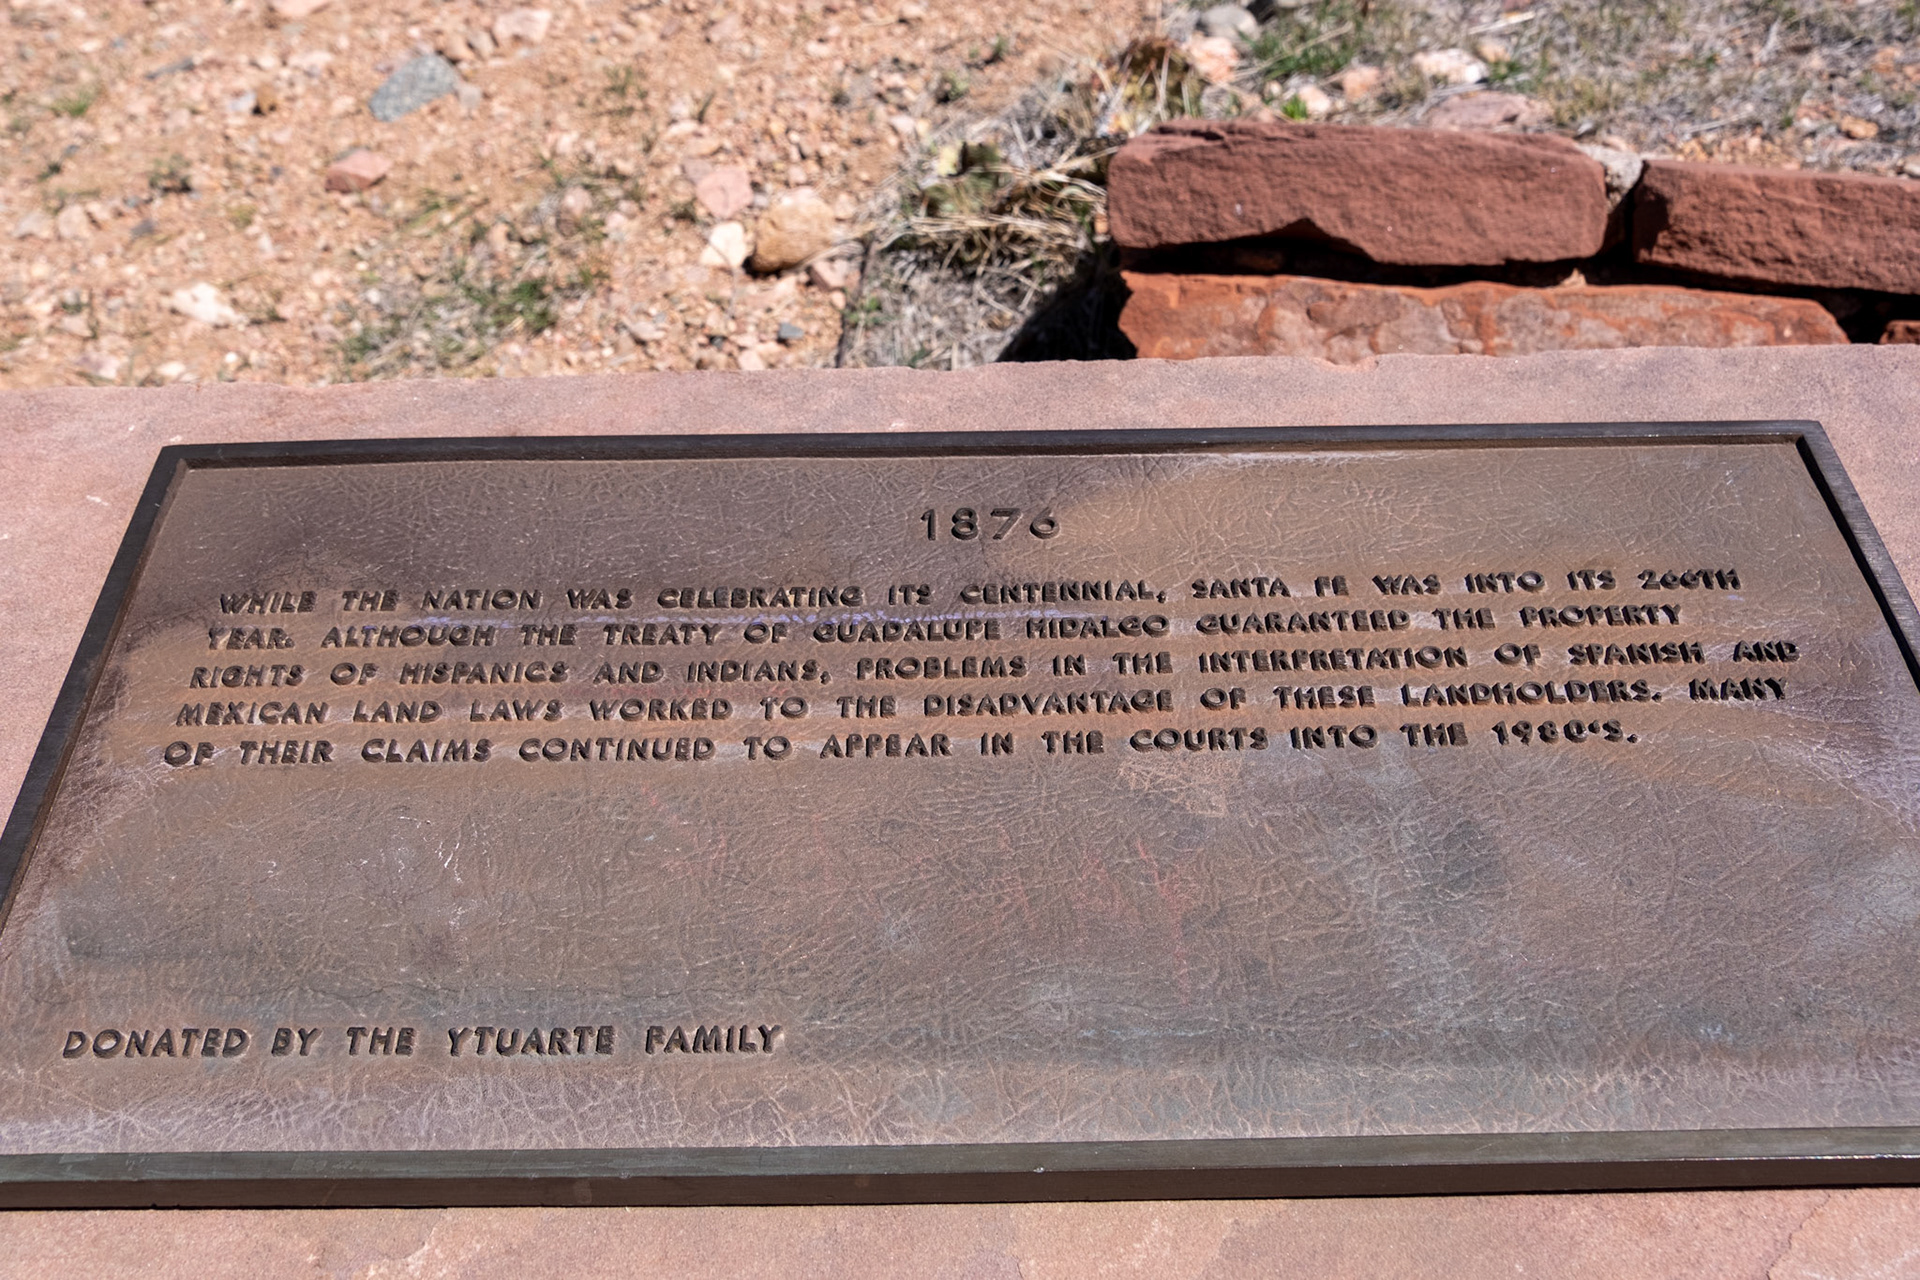 1876
WHILE THE NATION WAS CELEBRATING ITS CENTENNIAL, SANTA FE WAS INTO ITS 266TH
YEAR. ALTHOUGH THE TREATY OF GUADALUPE HIDALGO GUARANTEED THE PROPERTY
RIGHTS OF HISPANICS AND INDIANS, PROBLEMS IN THE INTERPRETATION OF SPANISH AND
MEXICAN LAND LAWS WORKED TO THE DISADVANTAGE OF THESE LANDHOLDERS. MANY
OF THEIR CLAIMS CONTINUED TO APPEAR IN THE COURTS INTO THE 1980'S.
DONATED BY THE YTUARTE FAMILY